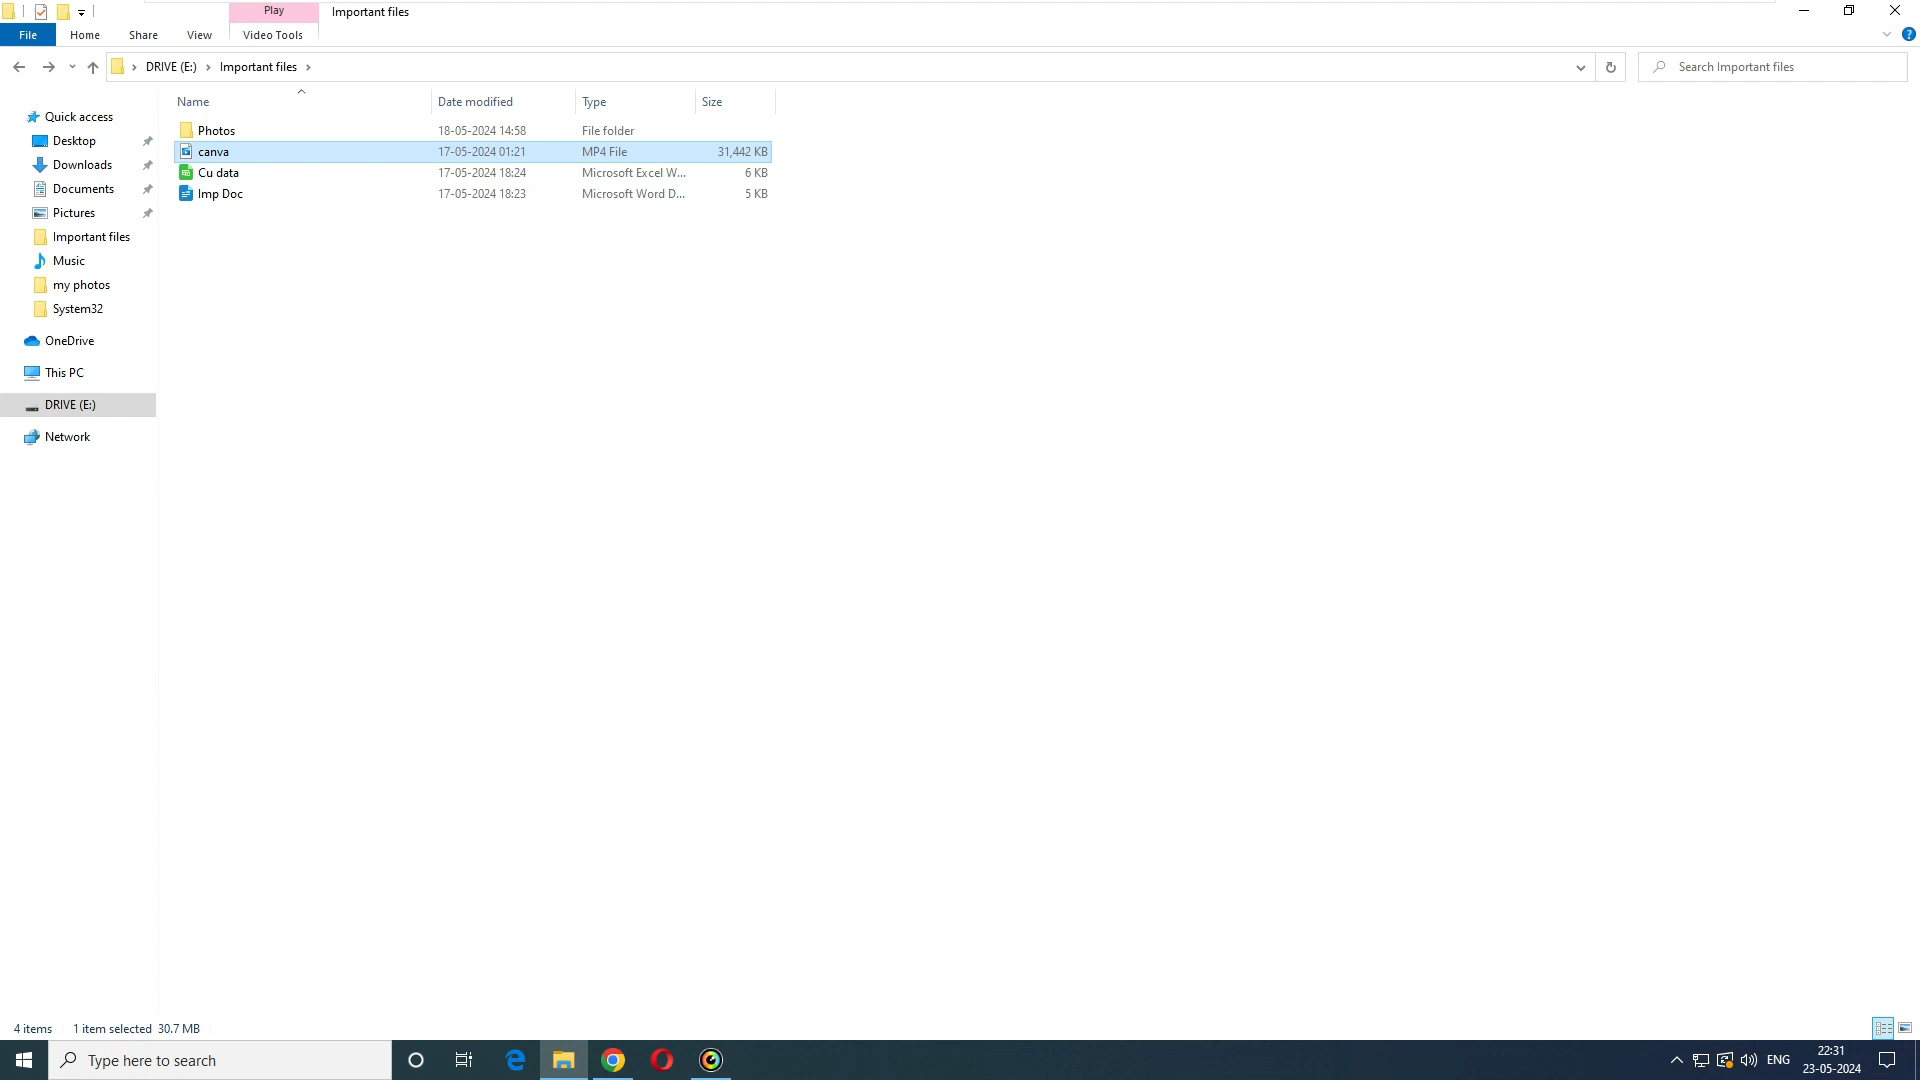 Play
Important files
File Home Share View Video Tools
DRIVE (E:) Important files
Search Important files
Name Date modified Type Size
Quick access
Desktop
Downloads
Documents
Pictures
Important files
Music
my photos
System32
OneDrive
This PC
DRIVE (E:)
Network
Photos 18-05-2024 14:58 File folder
canva 17-05-2024 01:21 MP4 File 31,442 KB
Cu data 17-05-2024 18:24 Microsoft Excel W... 6 KB
Imp Doc 17-05-2024 18:23 Microsoft Word D... 5 KB
4 items 1 item selected 30.7 MB
Type here to search
ENG
22:31
23-05-2024